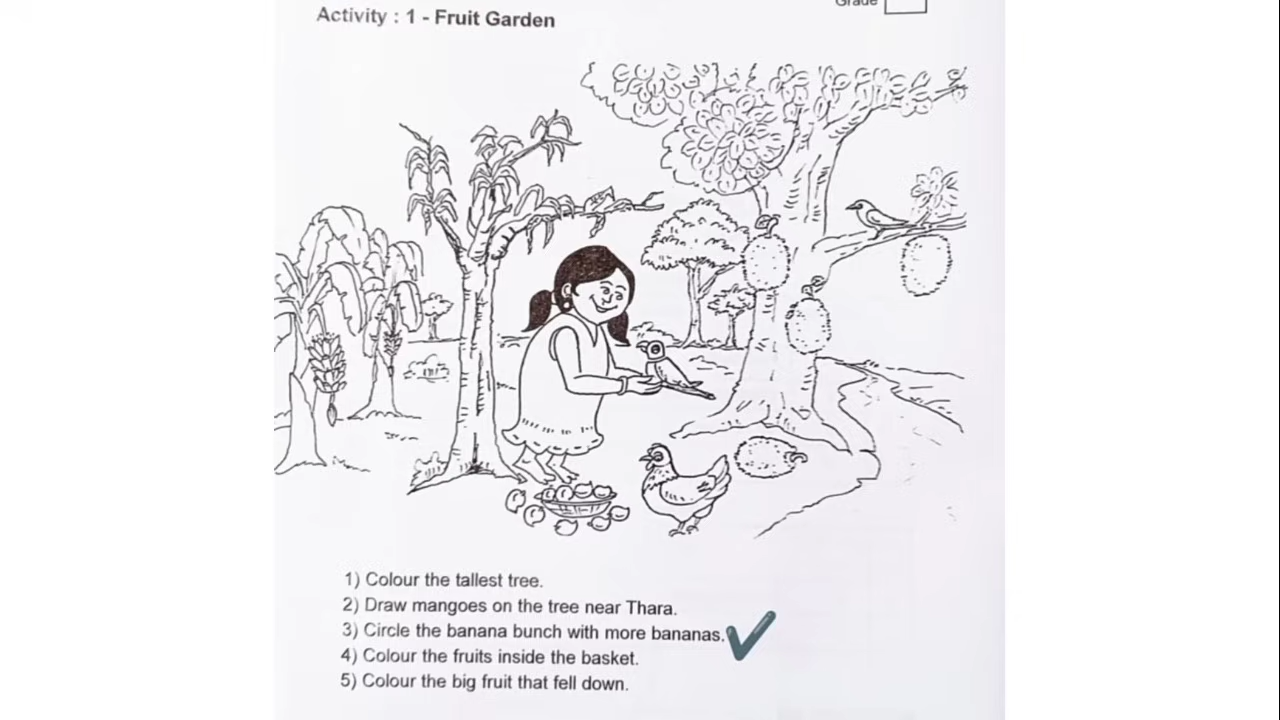 Grade
Activity : 1 - Fruit Garden
1) Colour the tallest tree.
2) Draw mangoes on the tree near Thara.
3) Circle the banana bunch with more bananas.
4) Colour the fruits inside the basket.
5) Colour the big fruit that fell down.